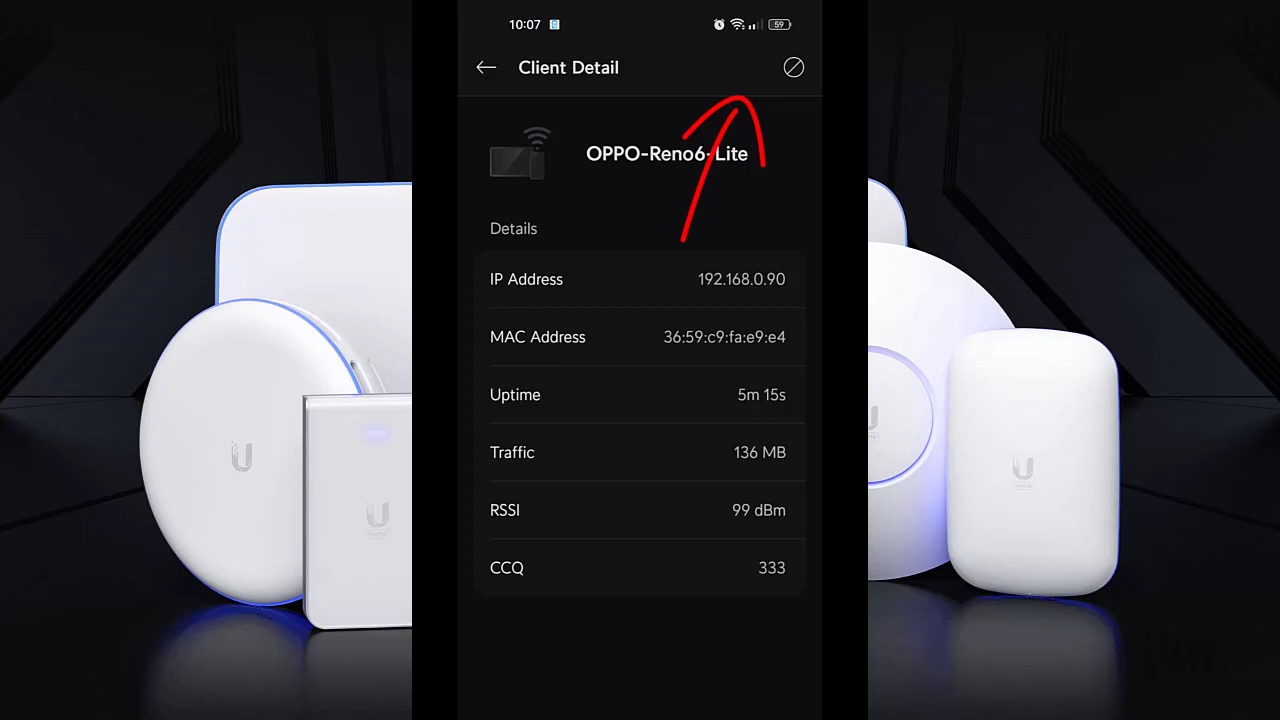 10:07
59
Client Detail
OPPO-Reno6-Lite
Details
IP Address 192.168.0.90
MAC Address 36:59:c9:fa:e9:e4
Uptime 5m 15s
Traffic 136 MB
RSSI 99 dBm
CCQ 333